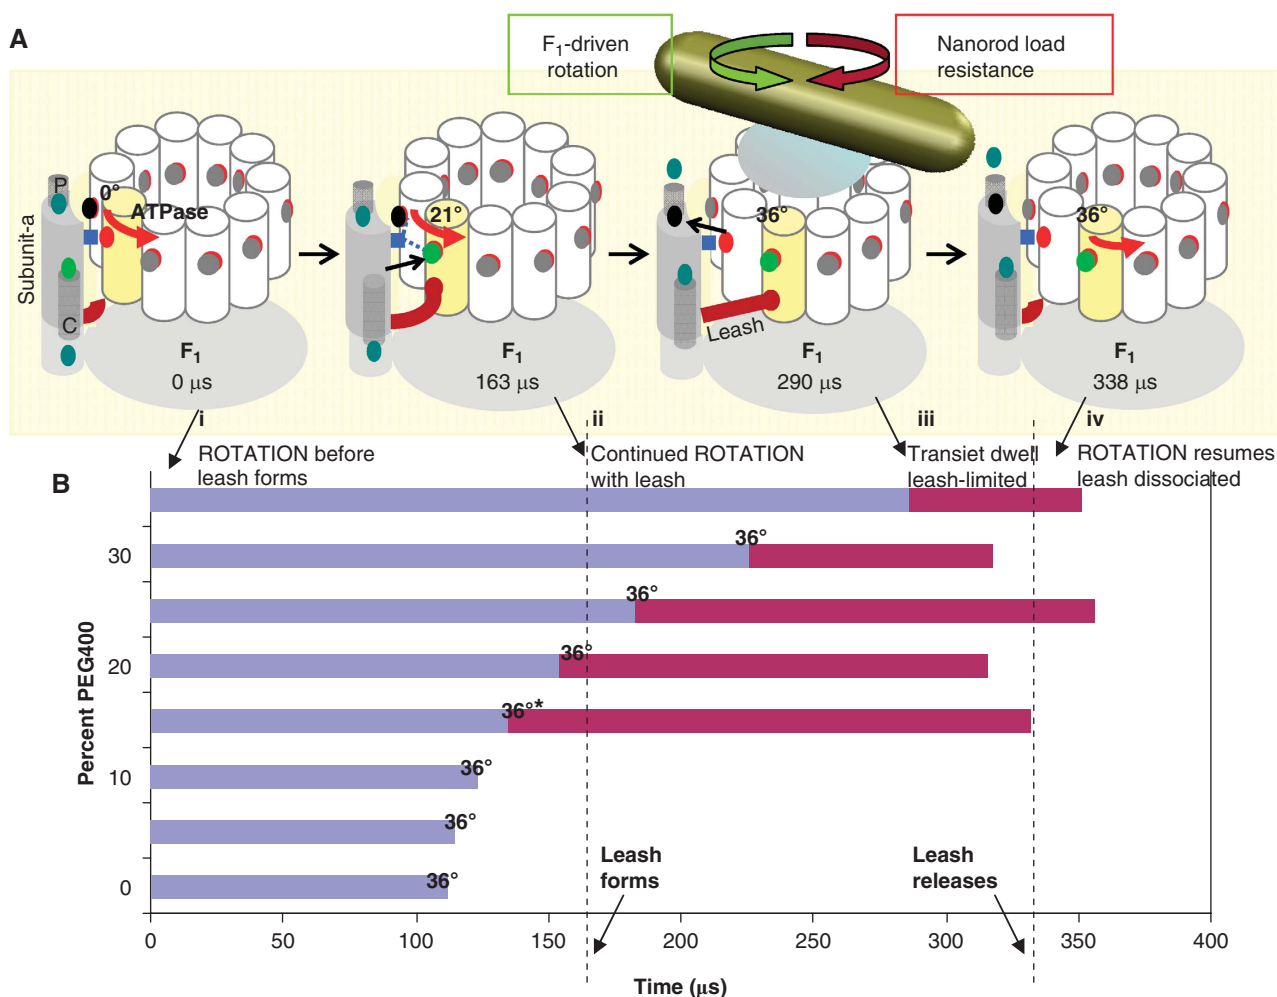 A
F1-driven
rotation
Nanorod load
resistance
P
0°
ATPase
21°
36°
36°
Subunit-a
C
Leash
F1
0 μs
F1
163 μs
F1
290 μs
F1
338 μs
i
ii
iii
iv
ROTATION before
leash forms
Continued ROTATION
with leash
Transiet dwell
leash-limited
ROTATION resumes
leash dissociated
B
Percent PEG400
30
36°
36°
20
36°
36°*
10
36°
36°
0
36°
Leash
forms
Leash
releases
0
50
100
150
200
250
300
350
400
Time (μs)